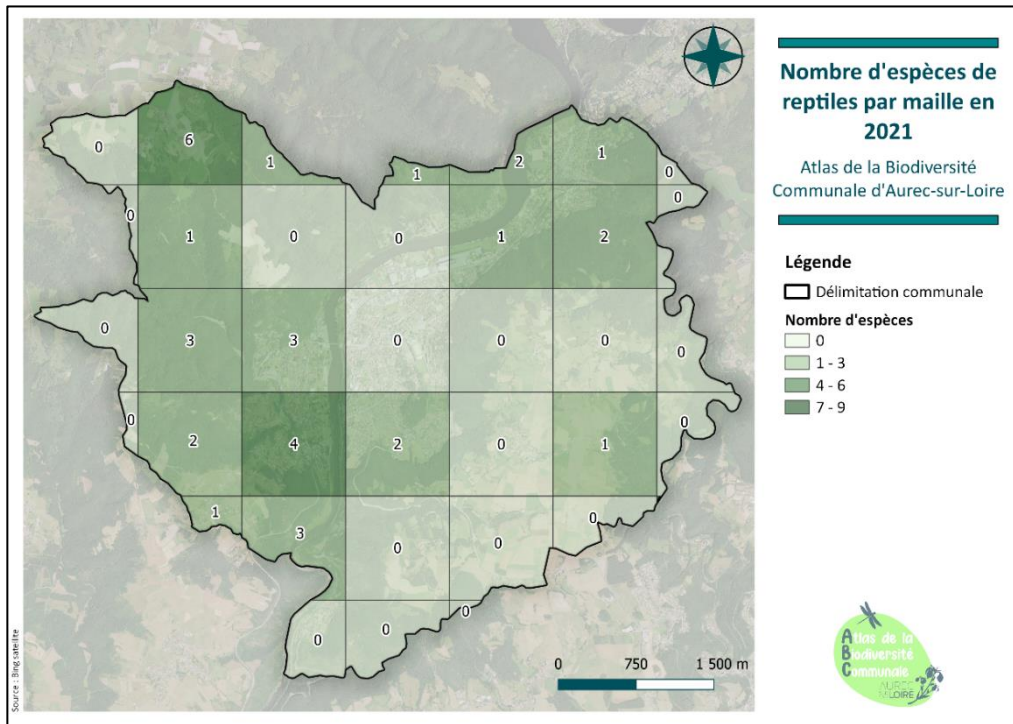 Nombre d'espèces de
reptiles par maille en
2021
Atlas de la Biodiversité
Communale d'Aurec-sur-Loire
Légende
Délimitation communale
Nombre d'espèces
0
1 - 3
4 - 6
7 - 9
0 6 1 1 2 1 0
0 0
1 0 0 1 2
0 3 3 0 0 0 0
0 2 4 2 0 1 0
1 3 0 0 0
0 0 0
0 750 1 500 m
Source : Bing satellite
Atlas de la
Biodiversité
Communale
AUREC
LOIRE